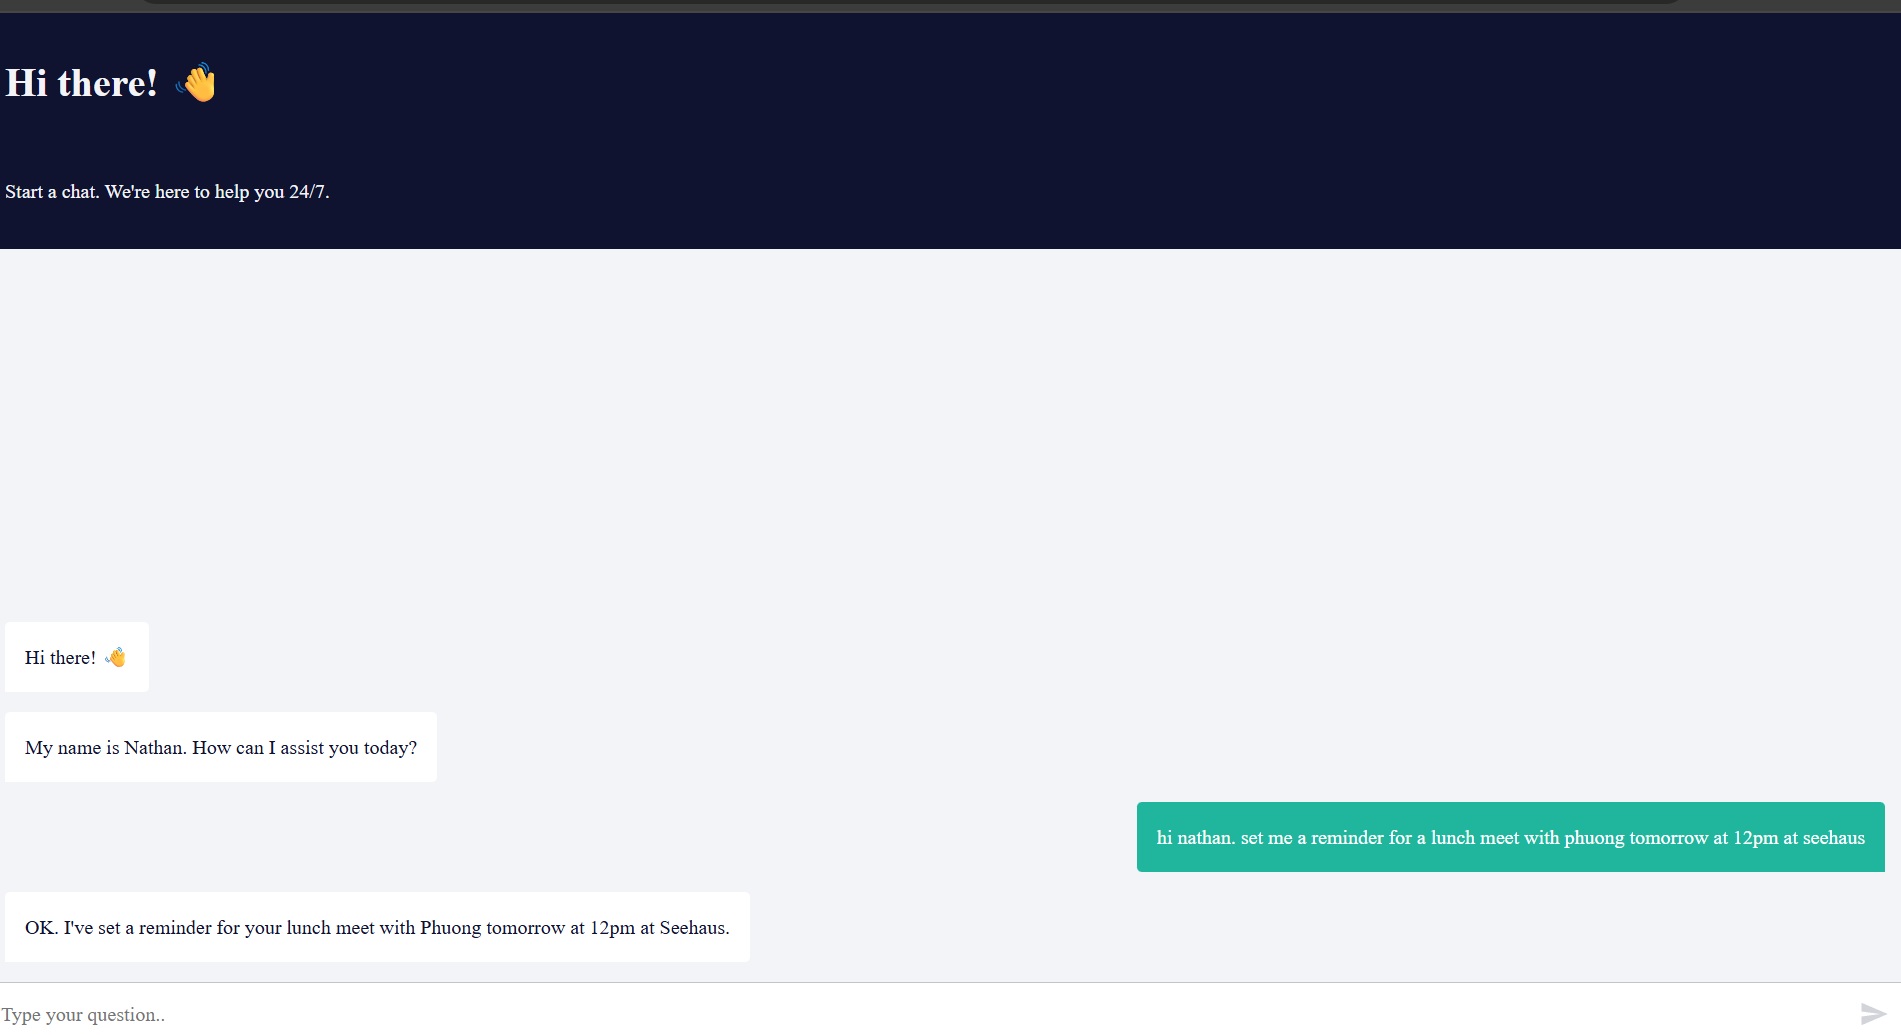 Hi there! 👋
Start a chat. We're here to help you 24/7.
Hi there! 👋
My name is Nathan. How can I assist you today?
hi nathan. set me a reminder for a lunch meet with phuong tomorrow at 12pm at seehaus
OK. I've set a reminder for your lunch meet with Phuong tomorrow at 12pm at Seehaus.
Type your question..